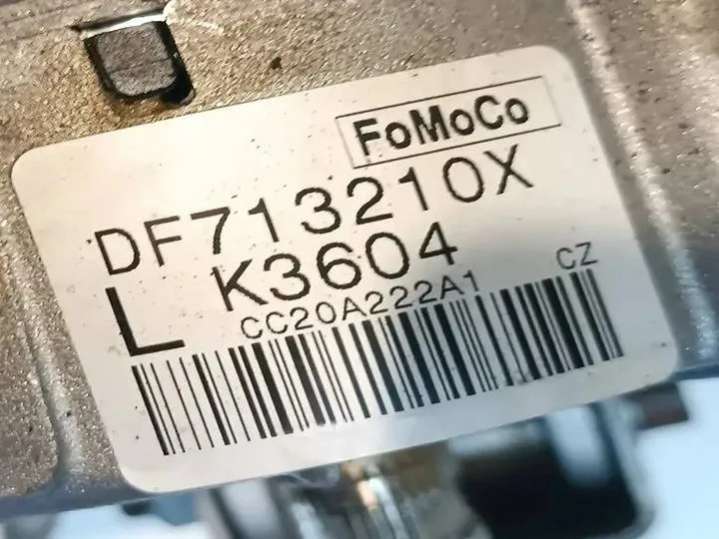 FoMoCo
DF713210X
L K3604
CC20A222A1 CZ